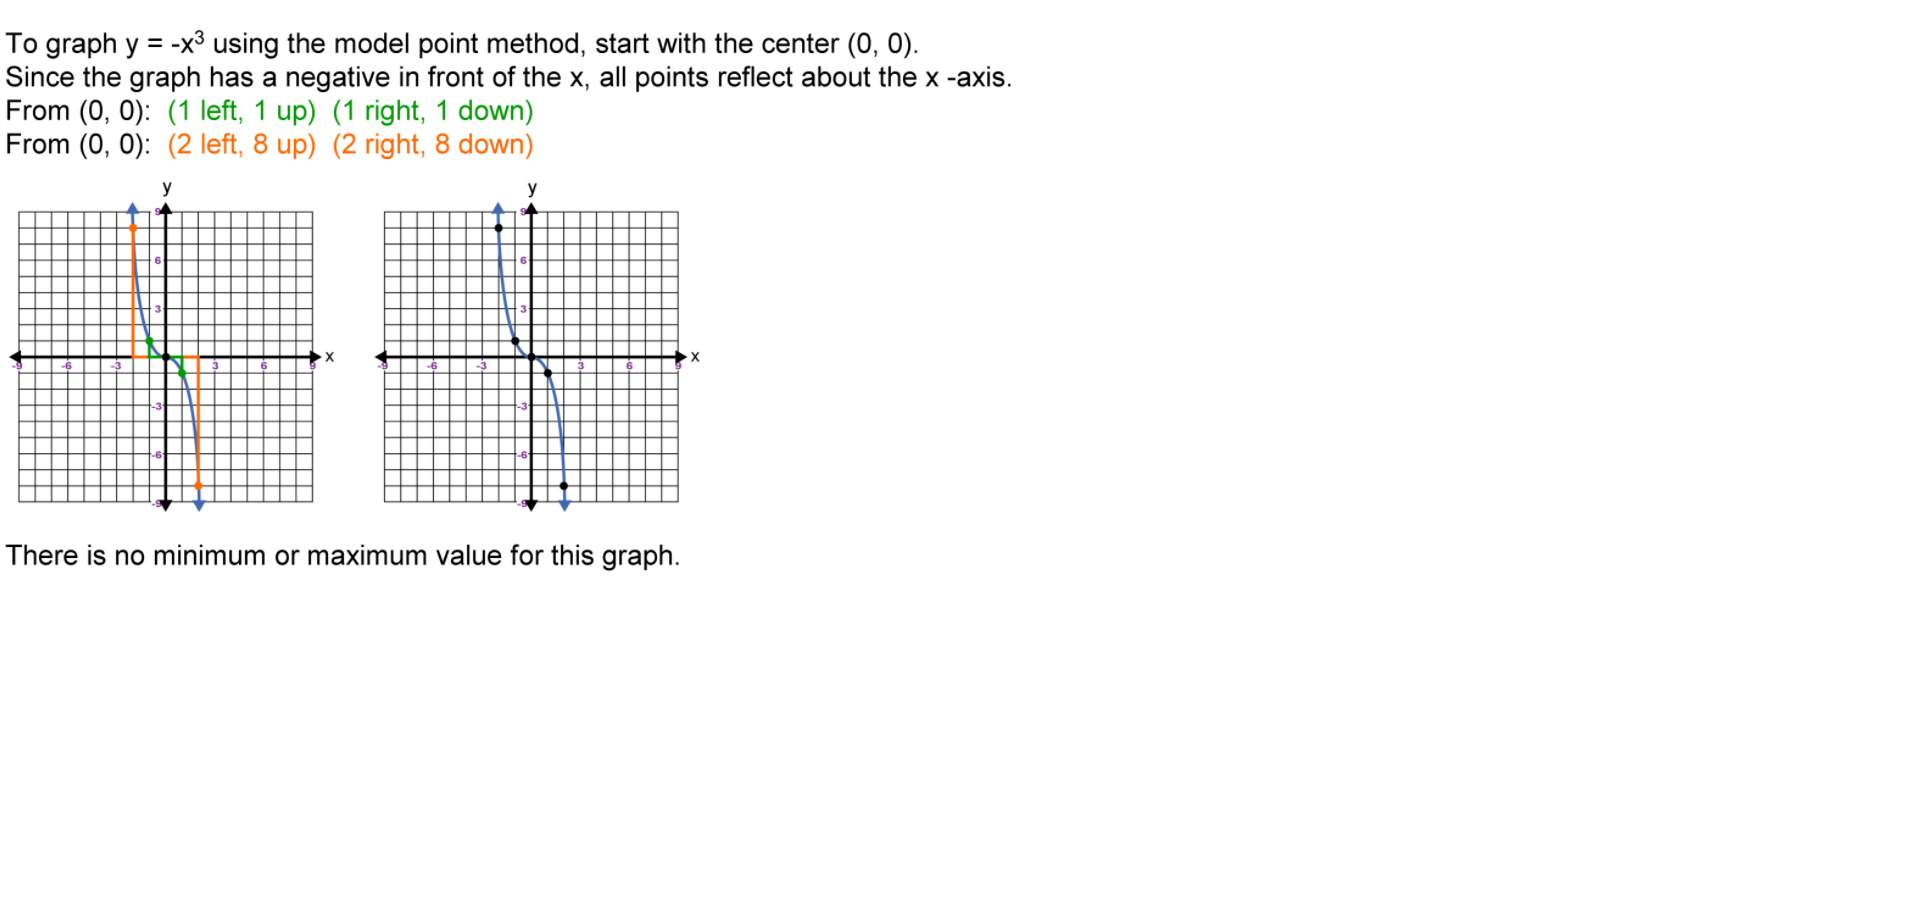 To graph y = -x³ using the model point method, start with the center (0, 0).
Since the graph has a negative in front of the x, all points reflect about the x -axis.
From (0, 0): (1 left, 1 up) (1 right, 1 down)
From (0, 0): (2 left, 8 up) (2 right, 8 down)
y y
9 9
6 6
3 3
x x
-9 -6 -3 3 6 9 -9 -6 -3 3 6 9
-3 -3
-6 -6
-9 -9
There is no minimum or maximum value for this graph.